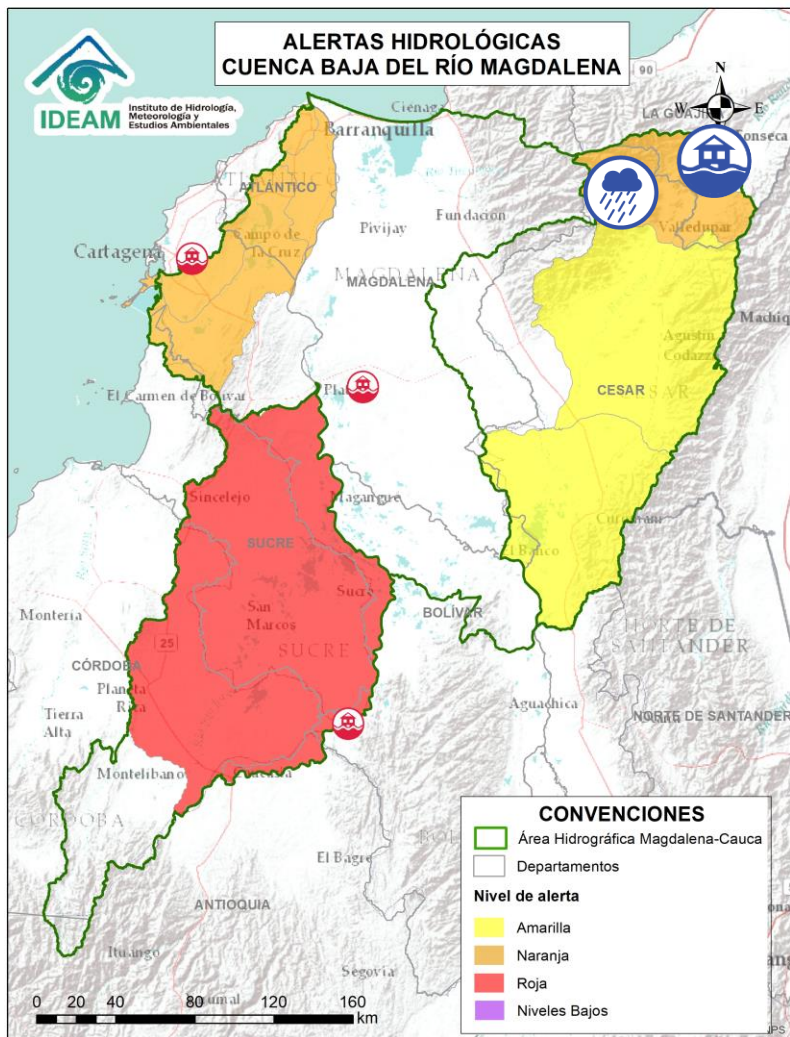 ALERTAS HIDROLÓGICAS
CUENCA BAJA DEL RÍO MAGDALENA
IDEAM
Instituto de Hidrología,
Meteorología y
Estudios Ambientales
N
W
E
S
90
LA GUAJIRA
Fonseca
Ciénaga
Barranquilla
ATLÁNTICO
Pivijay
Fundación
Valledupar
Campo de
la Cruz
Cartagena
MAGDALENA
MAGDALENA
Agustín
Codazzi
CESAR
El Carmen de Bolívar
Sincelejo
Magangué
SUCRE
Sucre
El Banco
BOLÍVAR
San
Marcos
SUCRE
Montería
25
CÓRDOBA
Planeta
Rica
Tierra
Alta
NORTE DE
SANTANDER
Aguachica
NORTE DE SANTANDER
Montelíbano
CÓRDOBA
El Bagre
ANTIOQUIA
Ituango
Segovia
0 20 40 80 120 160
km
CONVENCIONES
Área Hidrográfica Magdalena-Cauca
Departamentos
Nivel de alerta
Amarilla
Naranja
Roja
Niveles Bajos